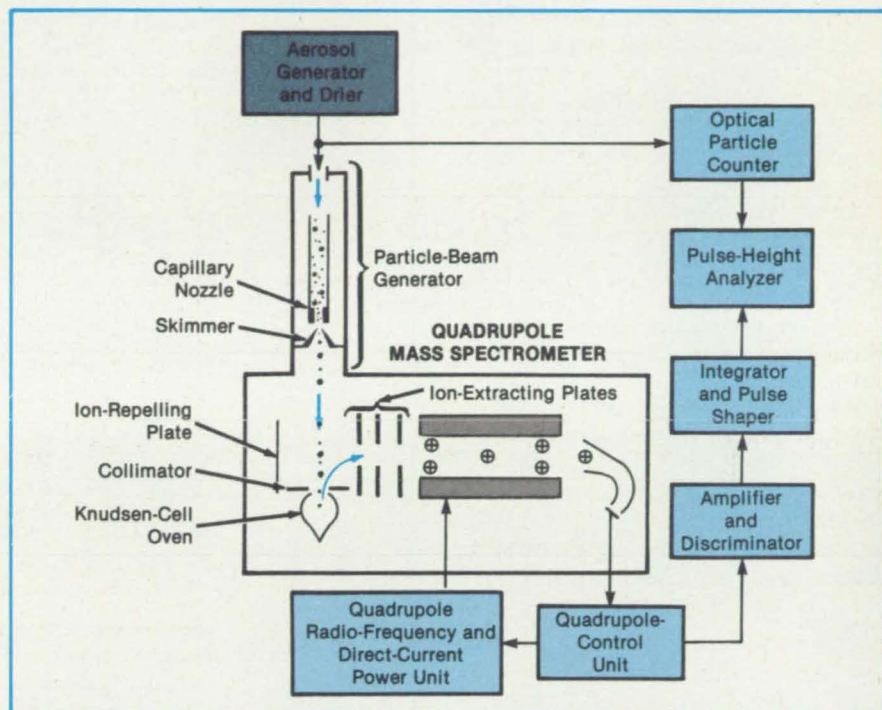 Aerosol
Generator
and Drier
Optical
Particle
Counter
Capillary
Nozzle
Skimmer
Particle-Beam
Generator
Pulse-Height
Analyzer
QUADRUPOLE
MASS SPECTROMETER
Ion-Repelling
Plate
Collimator
Knudsen-Cell
Oven
Ion-Extracting Plates
Integrator
and Pulse
Shaper
Amplifier
and
Discriminator
Quadrupole
Radio-Frequency and
Direct-Current
Power Unit
Quadrupole-
Control
Unit